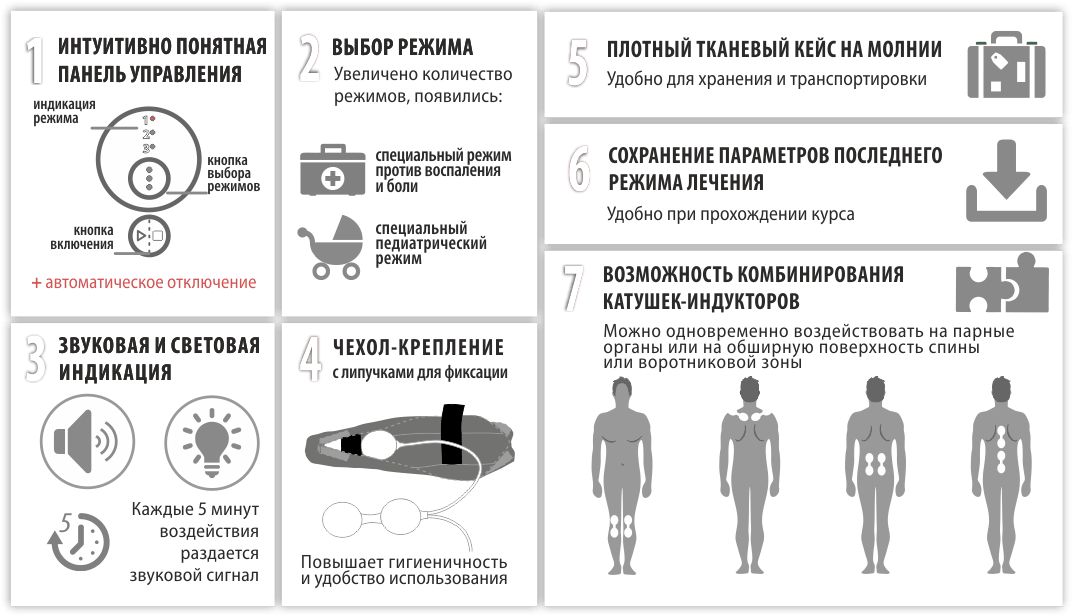 1
ИНТУИТИВНО ПОНЯТНАЯ
ПАНЕЛЬ УПРАВЛЕНИЯ
индикация
режима
1
2
3
кнопка
выбора
режимов
кнопка
включения
+ автоматическое отключение
2
ВЫБОР РЕЖИМА
Увеличено количество
режимов, появились:
специальный режим
против воспаления
и боли
специальный
педиатрический
режим
3
ЗВУКОВАЯ И СВЕТОВАЯ
ИНДИКАЦИЯ
5
Каждые 5 минут
воздействия
раздается
звуковой сигнал
4
ЧЕХОЛ-КРЕПЛЕНИЕ
с липучками для фиксации
Повышает гигиеничность
и удобство использования
5
ПЛОТНЫЙ ТКАНЕВЫЙ КЕЙС НА МОЛНИИ
Удобно для хранения и транспортировки
6
СОХРАНЕНИЕ ПАРАМЕТРОВ ПОСЛЕДНЕГО
РЕЖИМА ЛЕЧЕНИЯ
Удобно при прохождении курса
7
ВОЗМОЖНОСТЬ КОМБИНИРОВАНИЯ
КАТУШЕК-ИНДУКТОРОВ
Можно одновременно воздействовать на парные
органы или на обширную поверхность спины
или воротниковой зоны